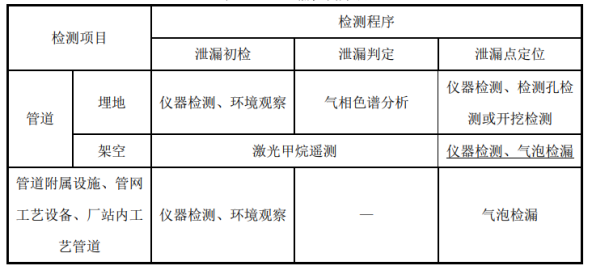 检测项目
检测程序
泄漏初检
泄漏判定
泄漏点定位
管道
埋地
仪器检测、环境观察
气相色谱分析
仪器检测、检测孔检
测或开挖检测
架空
激光甲烷遥测
仪器检测、气泡检漏
管道附属设施、管网
工艺设备、厂站内工
艺管道
仪器检测、环境观察
—
气泡检漏